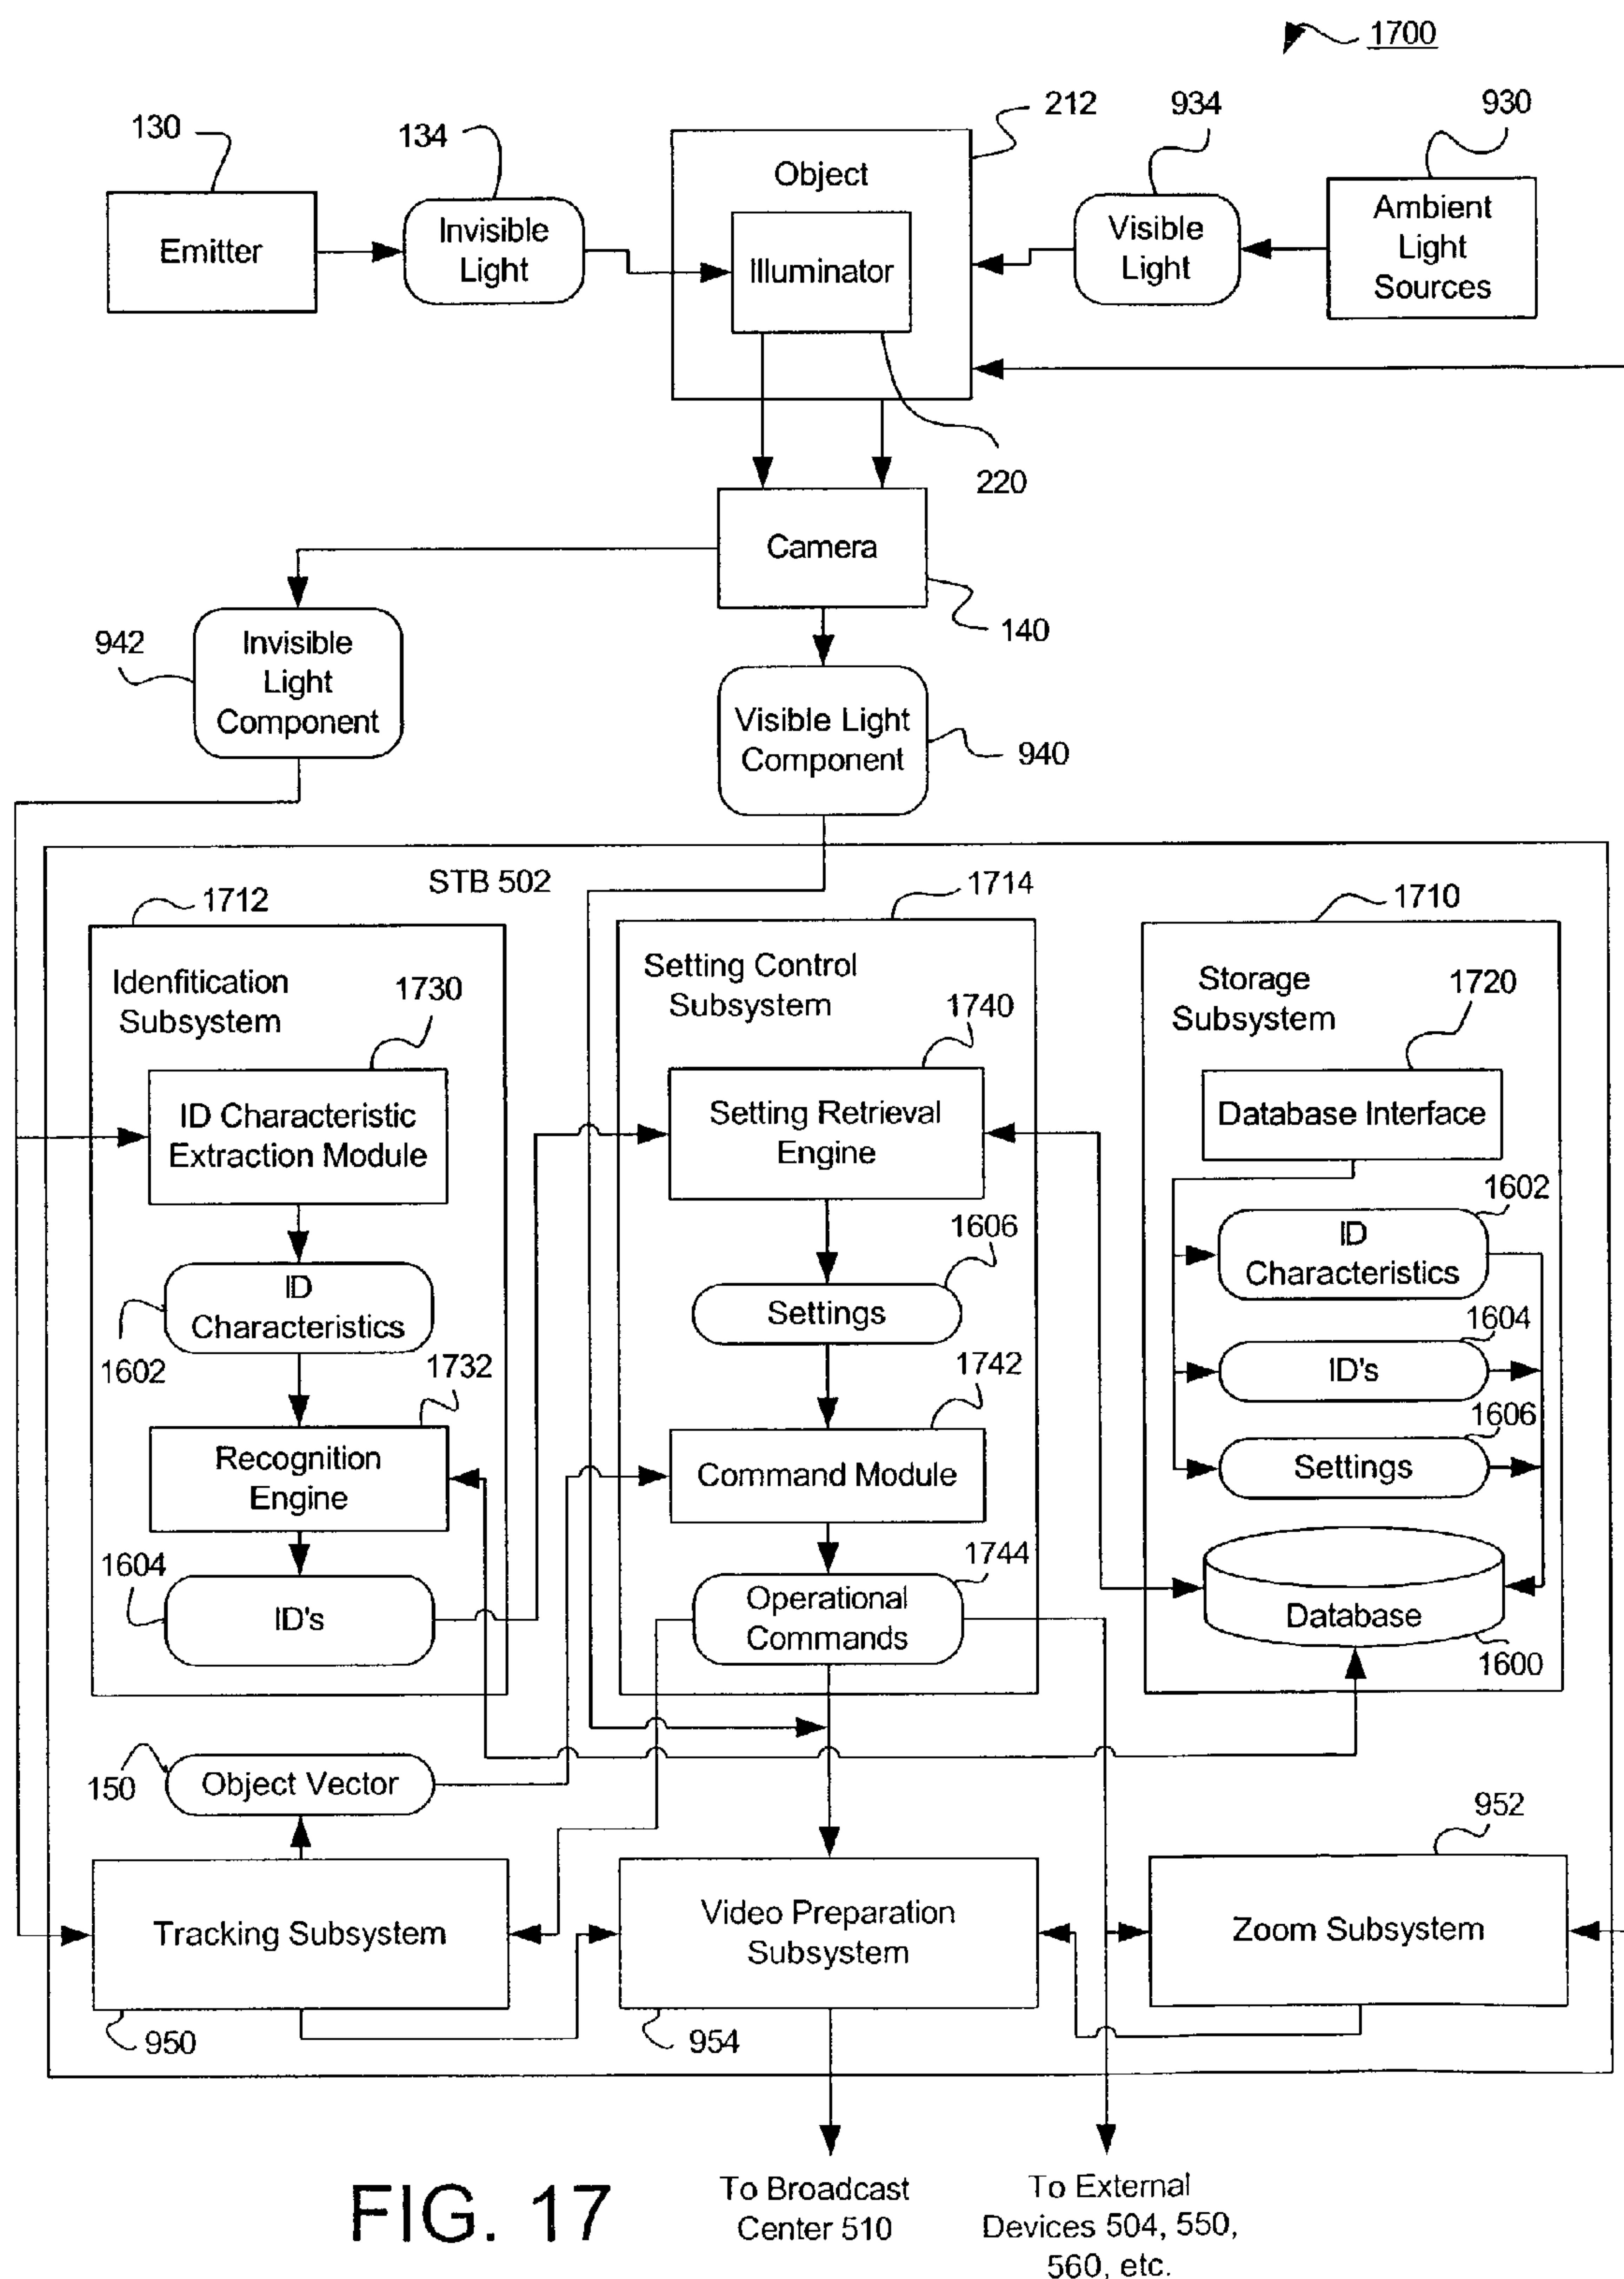 1700
130
134
212
934
930
Emitter
Invisible
Light
Object
Illuminator
Visible
Light
Ambient
Light
Sources
220
Camera
140
942
Invisible
Light
Component
Visible Light
Component
940
STB 502
1712
1714
1710
Idenfitication
Subsystem
1730
ID Characteristic
Extraction Module
ID
Characteristics
1602
1732
Recognition
Engine
1604
ID's
Setting Control
Subsystem
1740
Setting Retrieval
Engine
1606
Settings
1742
Command Module
1744
Operational
Commands
Storage
Subsystem
1720
Database Interface
1602
ID
Characteristics
1604
ID's
1606
Settings
Database
1600
150
Object Vector
952
Tracking Subsystem
Video Preparation
Subsystem
Zoom Subsystem
950
954
FIG. 17
To Broadcast
Center 510
To External
Devices 504, 550,
560, etc.